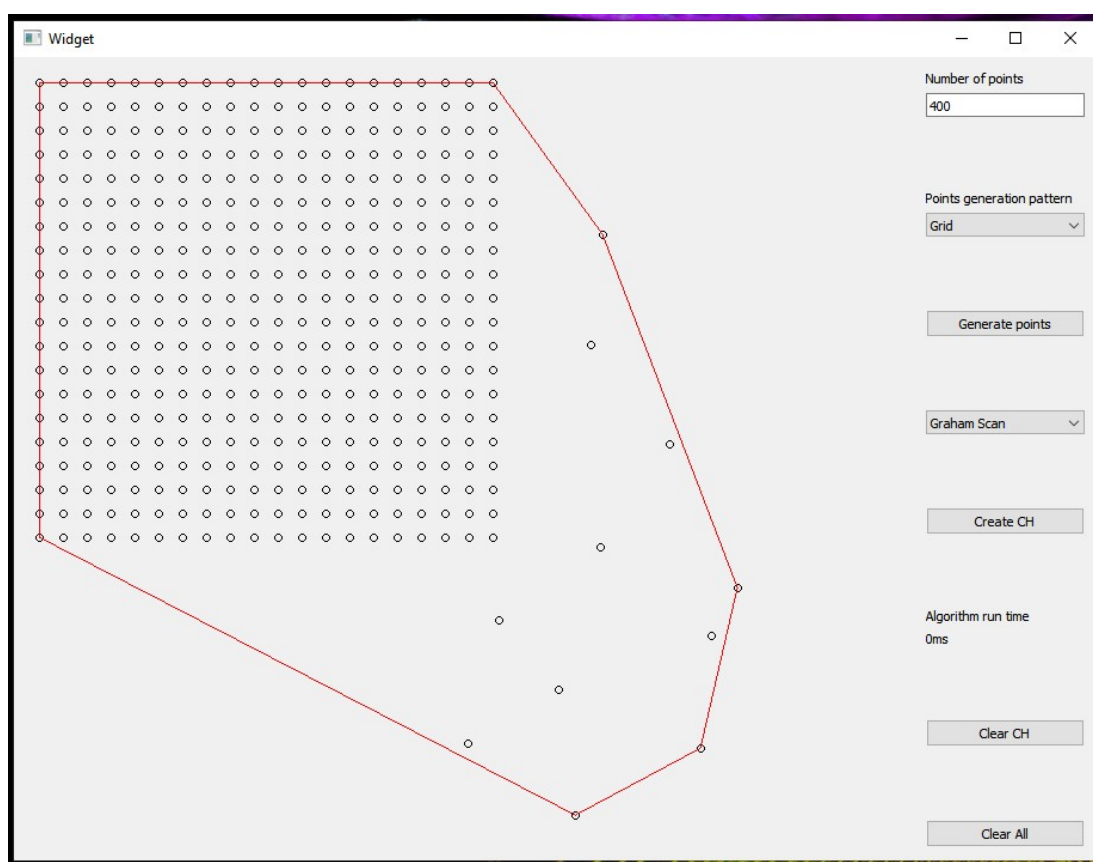 Widget
Number of points
400
Points generation pattern
Grid
Generate points
Graham Scan
Create CH
Algorithm run time
0ms
Clear CH
Clear All